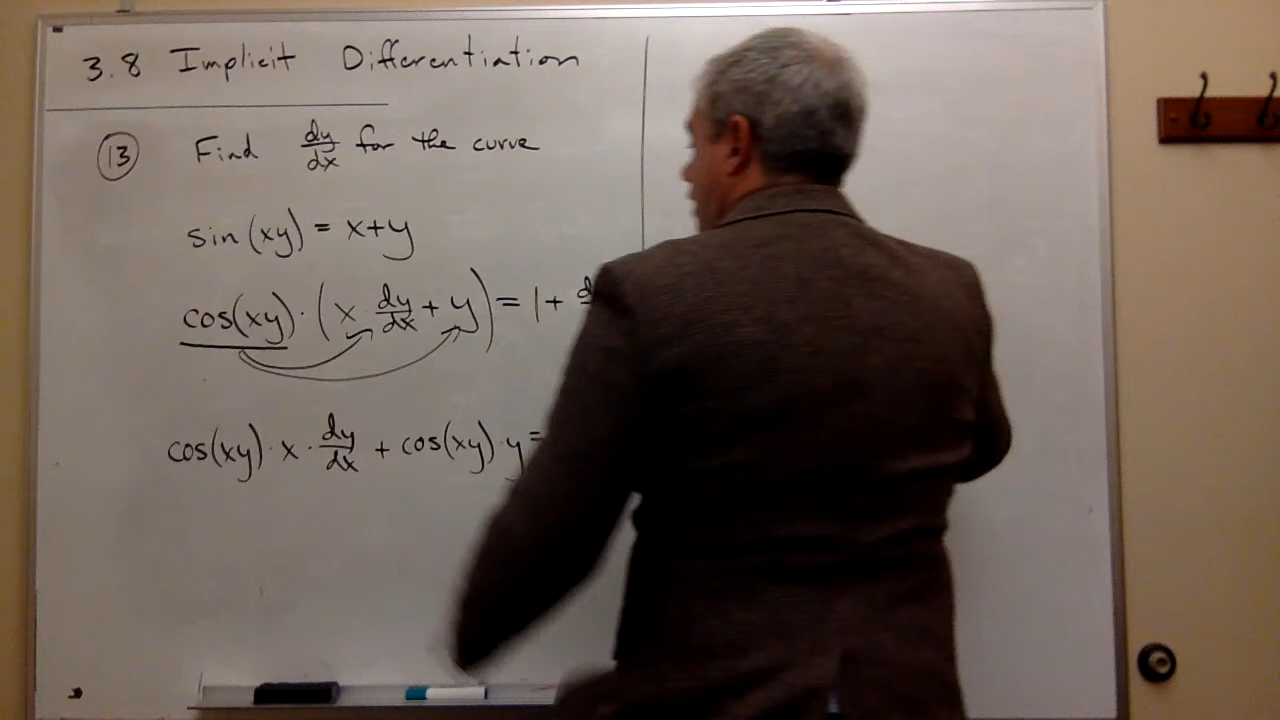 3.8 Implicit Differentiation
13 Find dy/dx for the curve
sin(xy) = x+y
cos(xy)·(x dy/dx + y) = 1 + d
cos(xy)·x·dy/dx + cos(xy)·y =